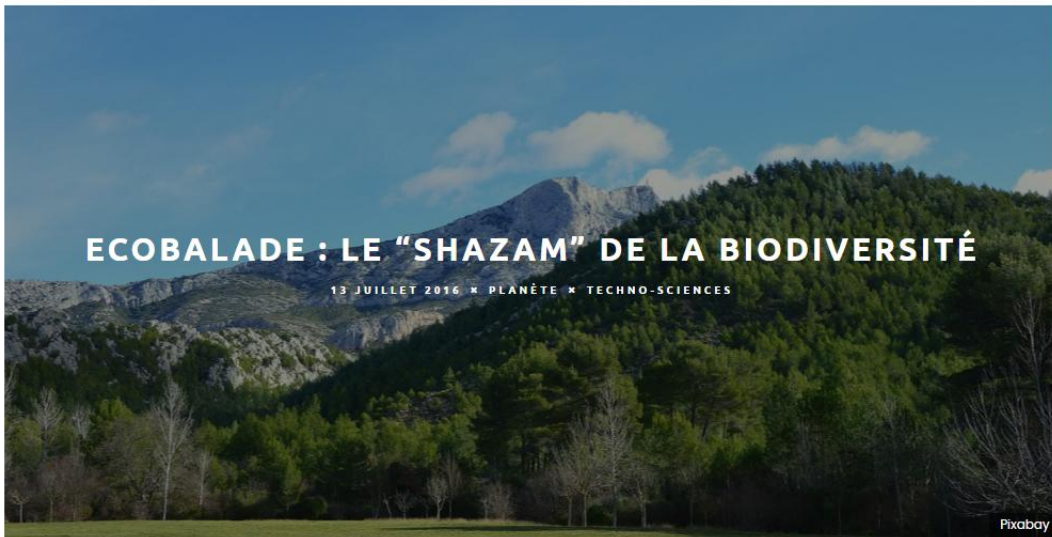 ECOBALADE : LE “SHAZAM” DE LA BIODIVERSITÉ
13 JUILLET 2016 × PLANÈTE × TECHNO-SCIENCES
Pixabay